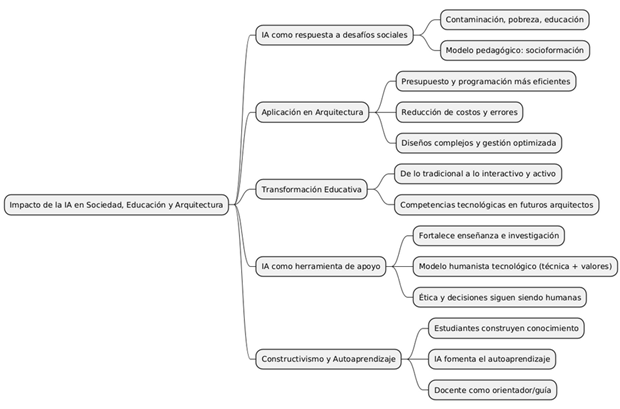 Impacto de la IA en Sociedad, Educación y Arquitectura
IA como respuesta a desafíos sociales
Contaminación, pobreza, educación
Modelo pedagógico: socioformación
Aplicación en Arquitectura
Presupuesto y programación más eficientes
Reducción de costos y errores
Diseños complejos y gestión optimizada
Transformación Educativa
De lo tradicional a lo interactivo y activo
Competencias tecnológicas en futuros arquitectos
IA como herramienta de apoyo
Fortalece enseñanza e investigación
Modelo humanista tecnológico (técnica + valores)
Ética y decisiones siguen siendo humanas
Constructivismo y Autoaprendizaje
Estudiantes construyen conocimiento
IA fomenta el autoaprendizaje
Docente como orientador/guía